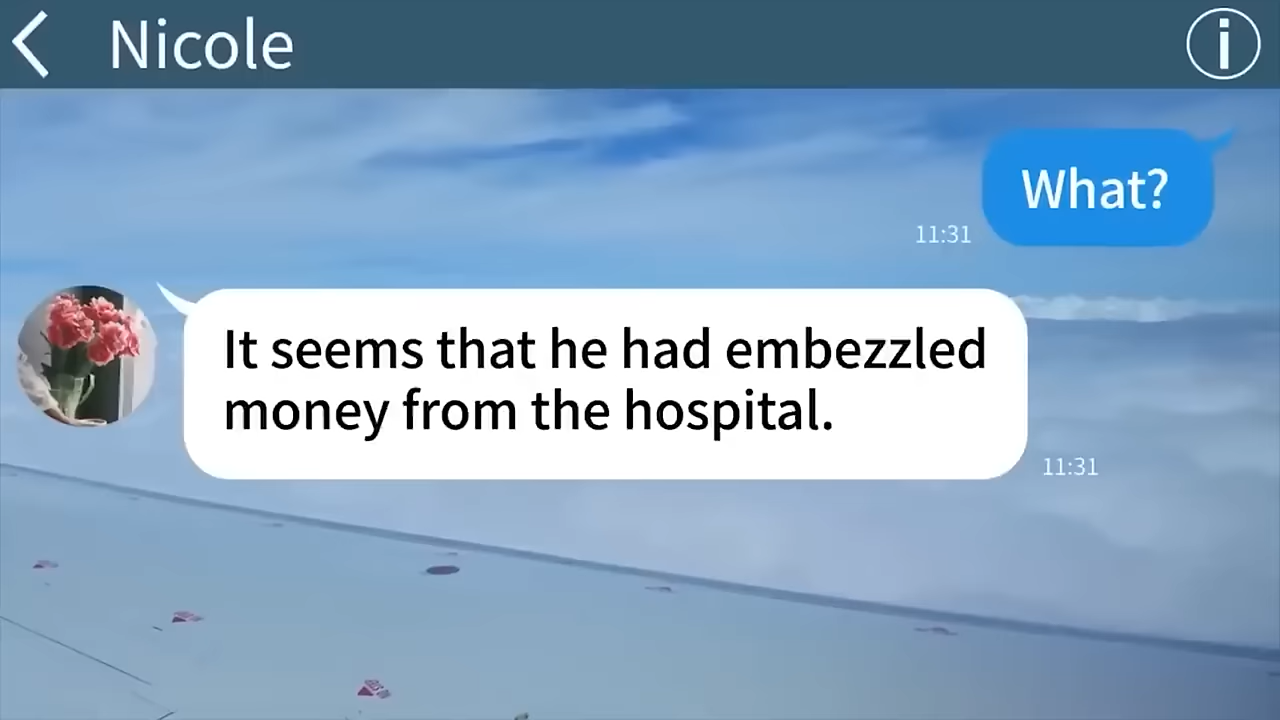 Nicole
What?
11:31
It seems that he had embezzled
money from the hospital.
11:31